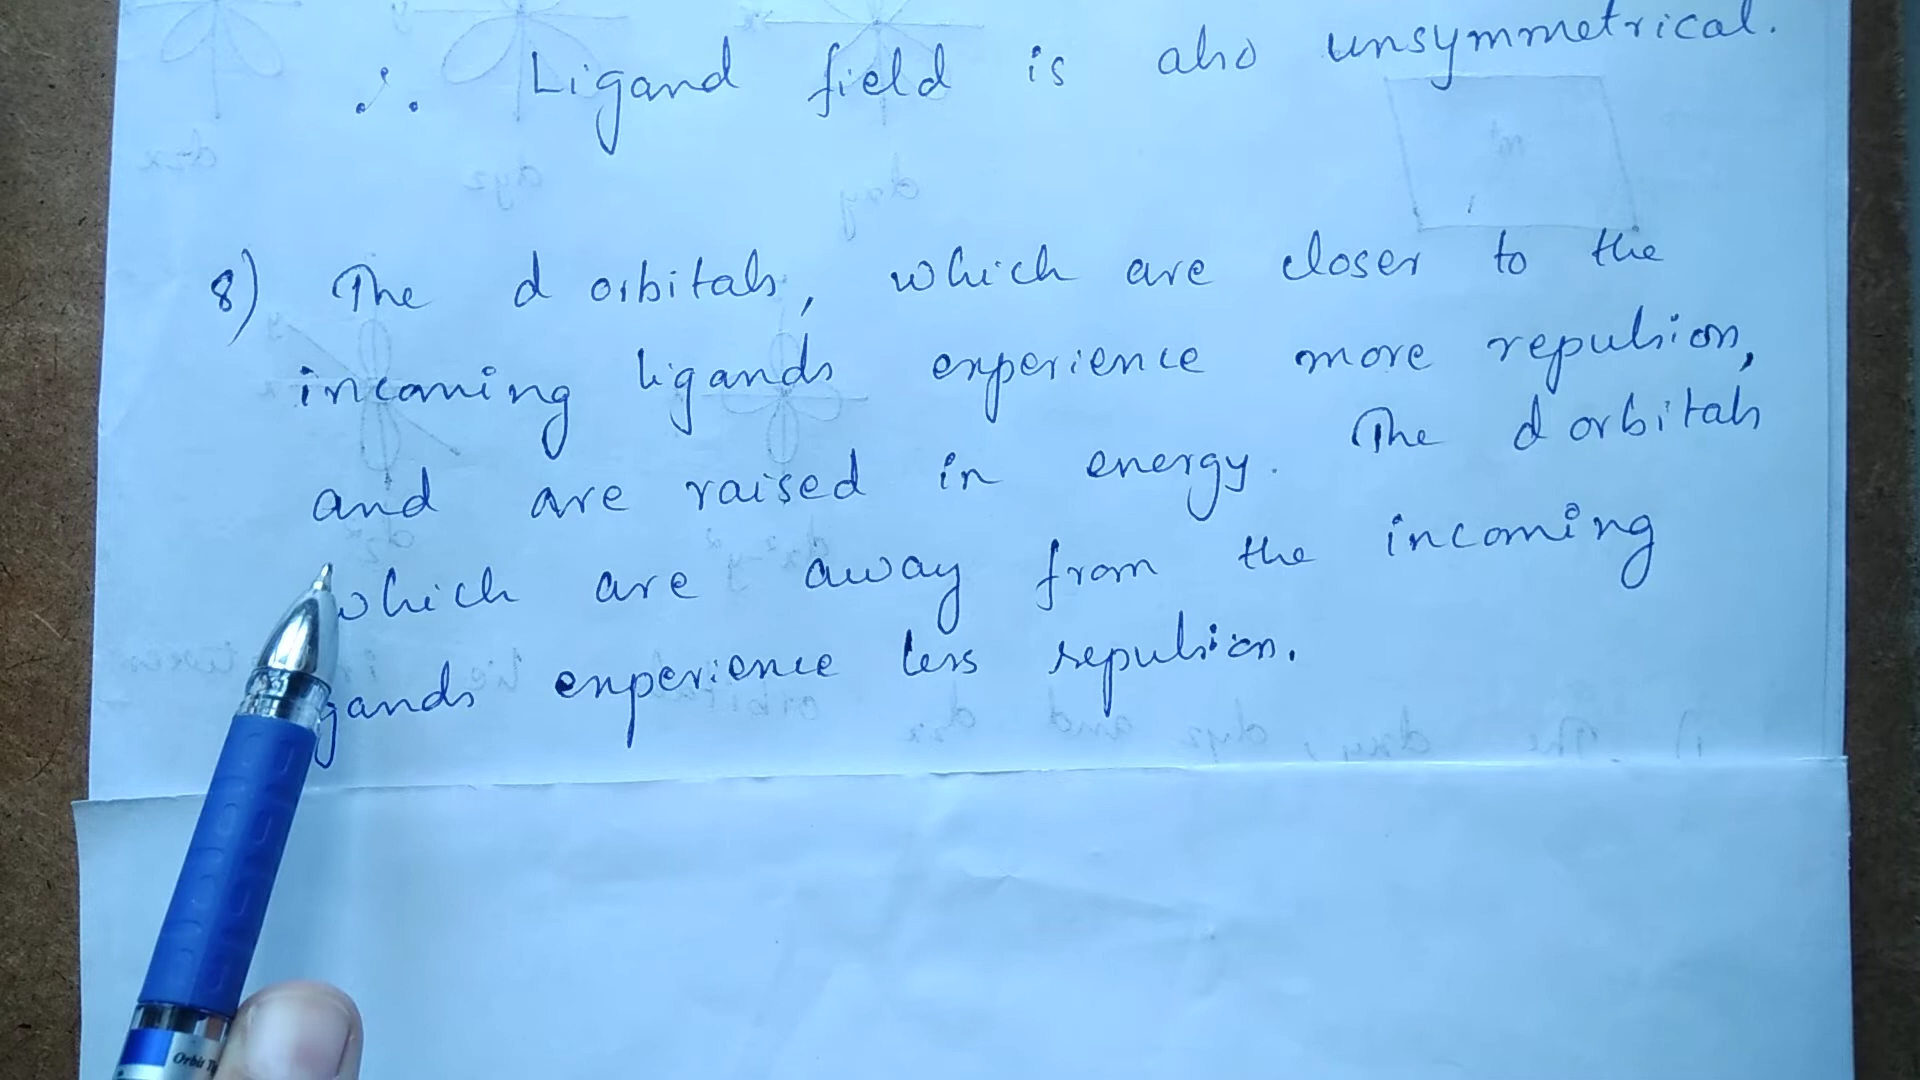 ∴ Ligand field is also unsymmetrical.
8) The d orbitals, which are closer to the
incoming ligands experience more repulsion,
and are raised in energy. The d orbitals
which are away from the incoming
gands experience less repulsion.